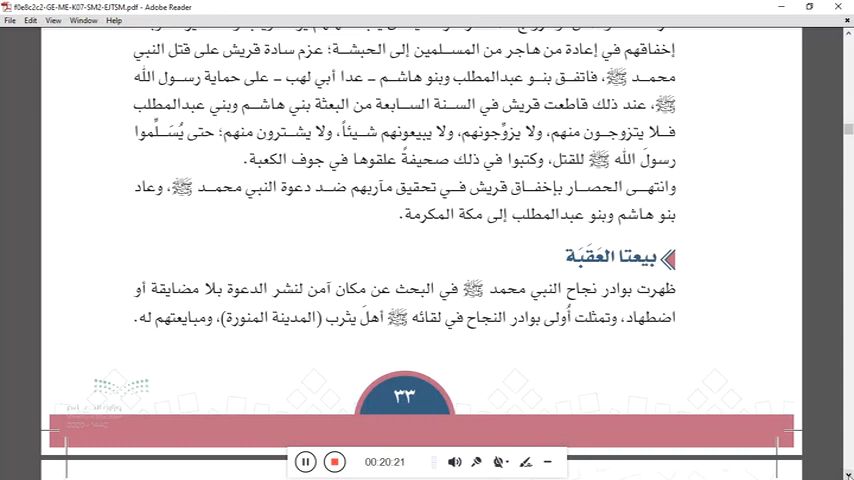 f0e8c2c2-GE-ME-K07-SM2-EJTSM.pdf - Adobe Reader
File Edit View Window Help
إخفاقهم في إعادة من هاجر من المسلمين إلى الحبشة؛ عزم سادة قريش على قتل النبي
محمد ﷺ، فاتفق بنو عبدالمطلب وبنو هاشم - عدا أبي لهب - على حماية رسول الله
ﷺ، عند ذلك قاطعت قريش في السنة السابعة من البعثة بني هاشم وبني عبدالمطلب
فلا يتزوجون منهم، ولا يزوِّجونهم، ولا يبيعونهم شيئاً، ولا يشترون منهم؛ حتى يُسَلِّموا
رسولَ الله ﷺ للقتل، وكتبوا في ذلك صحيفةً علقوها في جوف الكعبة.
وانتهى الحصار بإخفاق قريش في تحقيق مآربهم ضد دعوة النبي محمد ﷺ، وعاد
بنو هاشم وبنو عبدالمطلب إلى مكة المكرمة.
بيعتا العَقَبَة
ظهرت بوادر نجاح النبي محمد ﷺ في البحث عن مكان آمن لنشر الدعوة بلا مضايقة أو
اضطهاد، وتمثلت أُولى بوادر النجاح في لقائه ﷺ أهلَ يثرب (المدينة المنورة)، ومبايعتهم له.
٣٣
00:20:21